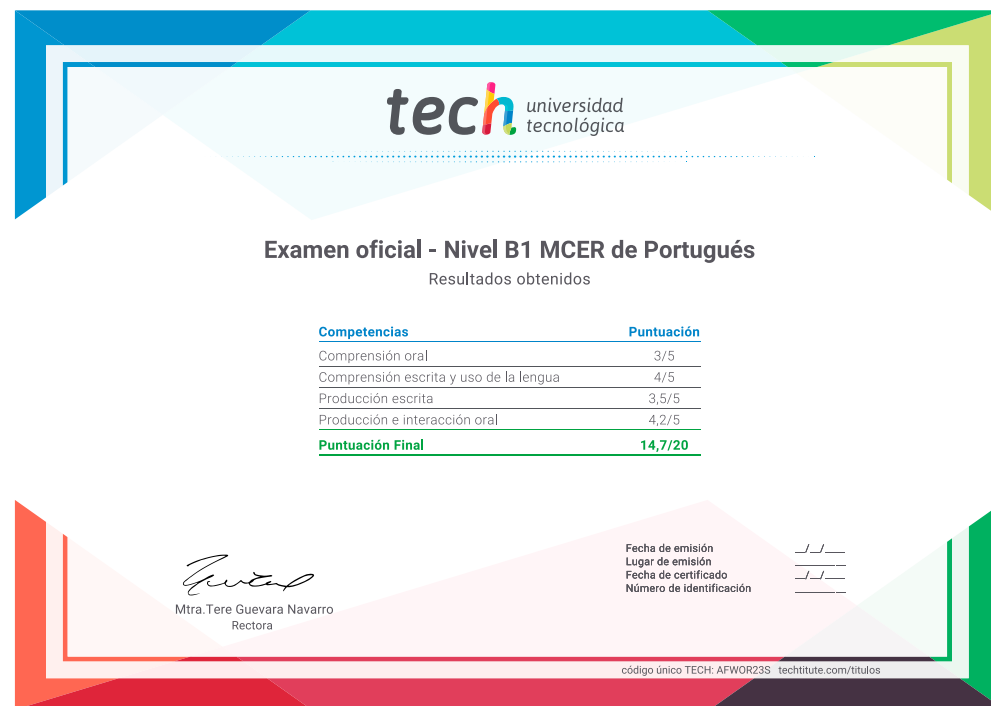 tech universidad
tecnológica
Examen oficial - Nivel B1 MCER de Portugués
Resultados obtenidos
Competencias Puntuación
Comprensión oral 3/5
Comprensión escrita y uso de la lengua 4/5
Producción escrita 3,5/5
Producción e interacción oral 4,2/5
Puntuación Final 14,7/20
Mtra.Tere Guevara Navarro
Rectora
Fecha de emisión __/__/____
Lugar de emisión ________
Fecha de certificado __/__/____
Número de identificación ________
código único TECH: AFWOR23S techtitute.com/titulos